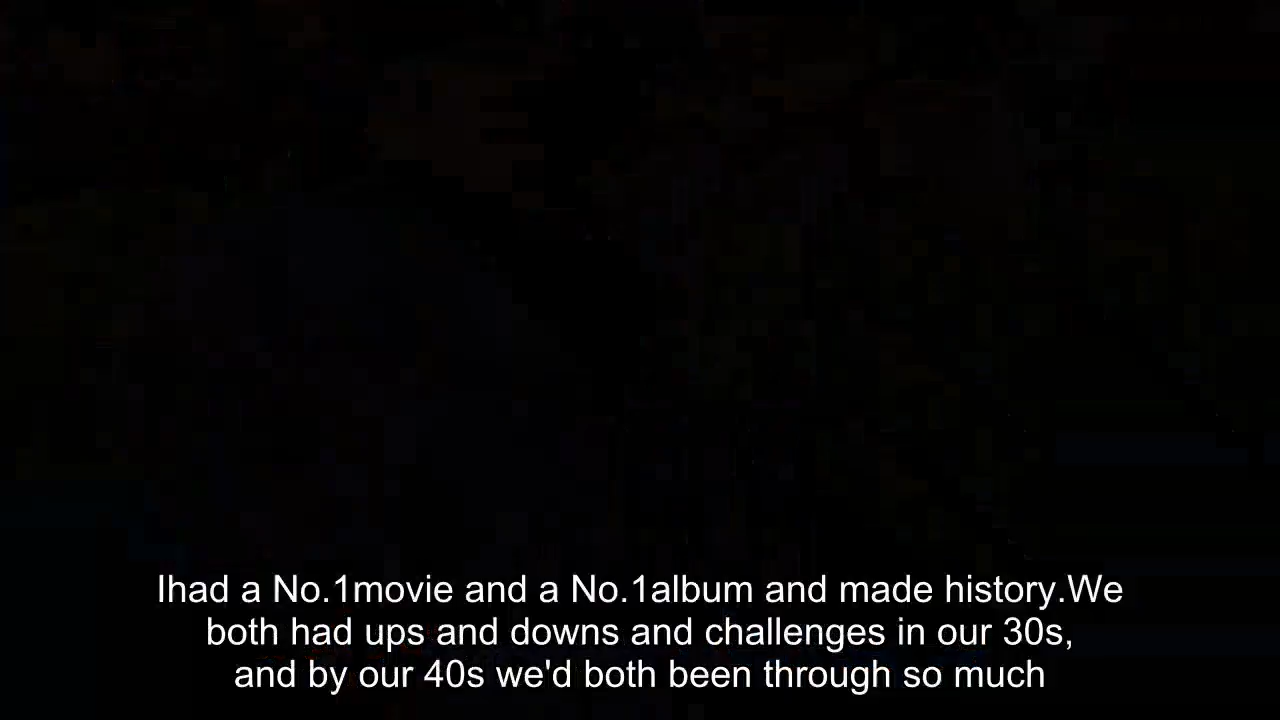 Ihad a No.1movie and a No.1album and made history.We
both had ups and downs and challenges in our 30s,
and by our 40s we'd both been through so much